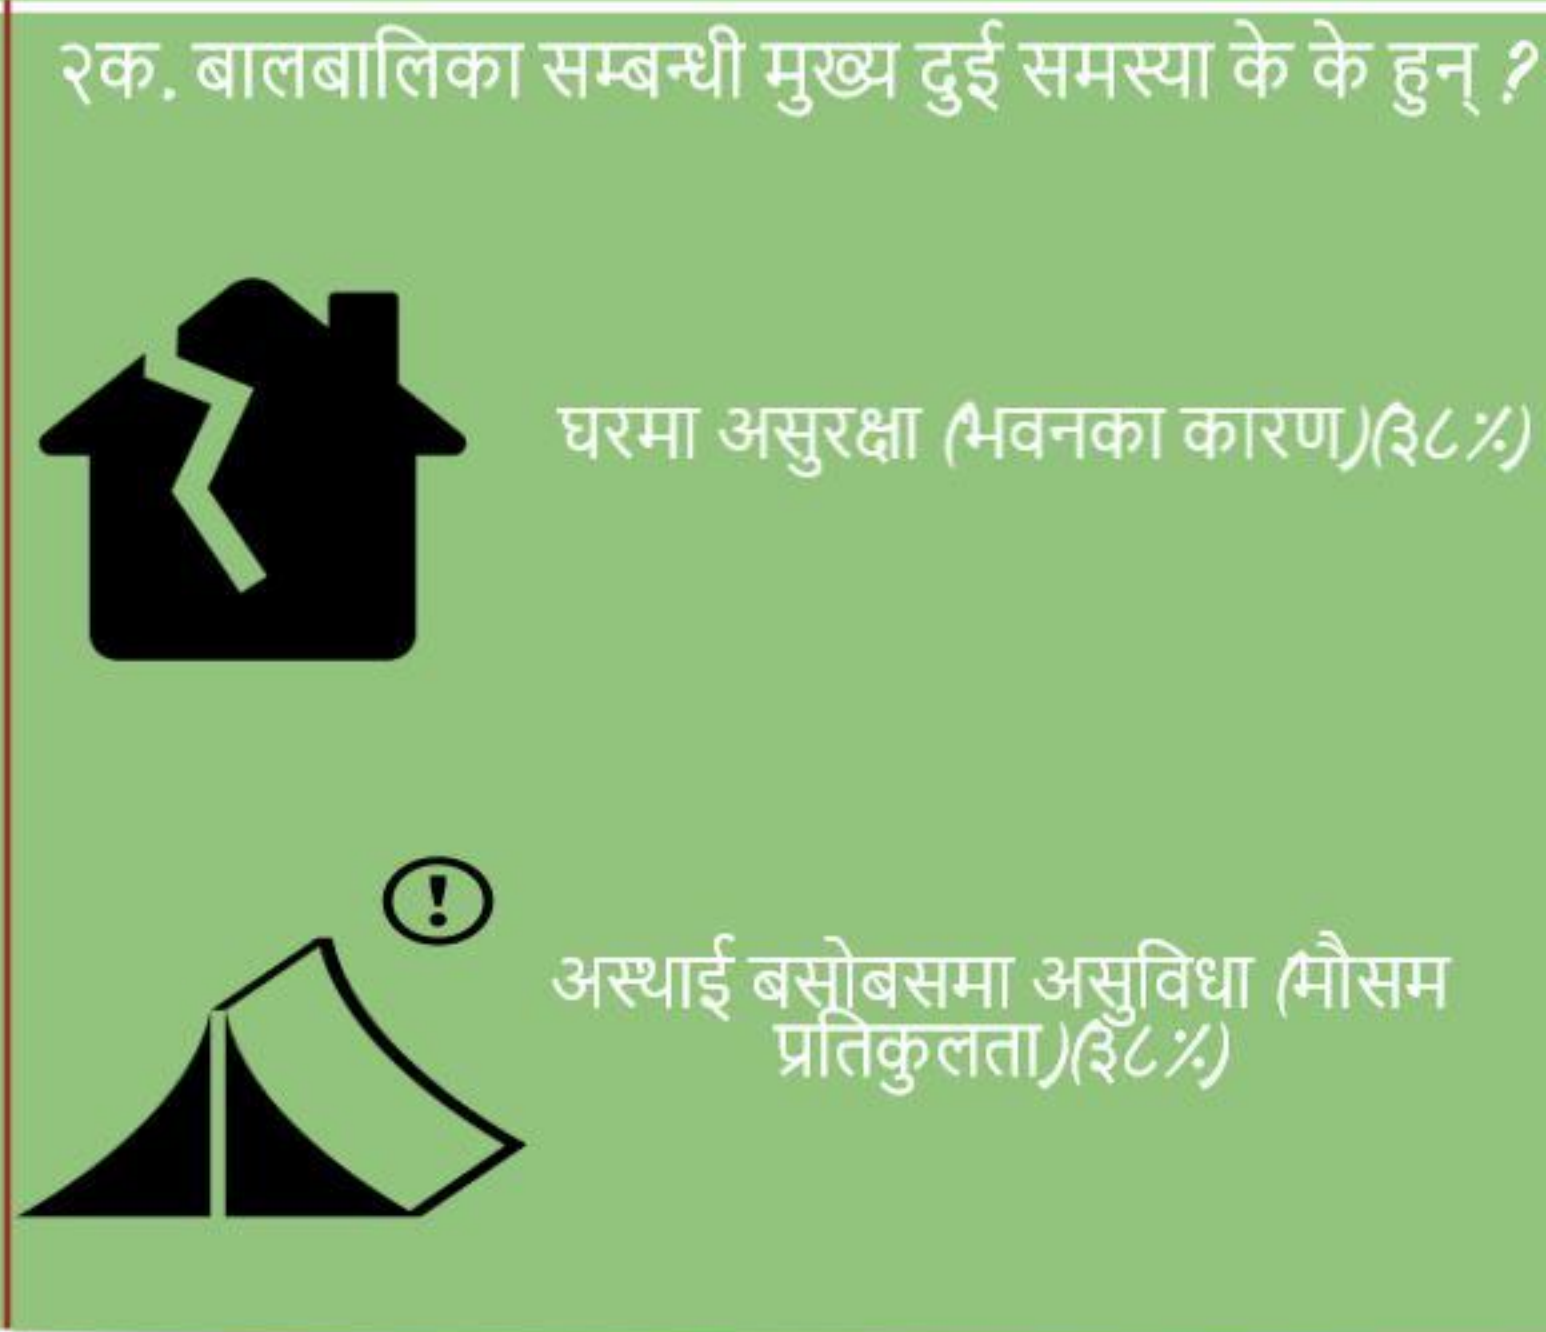 २क. बालबालिका सम्बन्धी मुख्य दुई समस्या के के हुन् ?
घरमा असुरक्षा (भवनका कारण)(३८%)
!
अस्थाई बसोबसमा असुविधा (मौसम
प्रतिकुलता)(३८%)